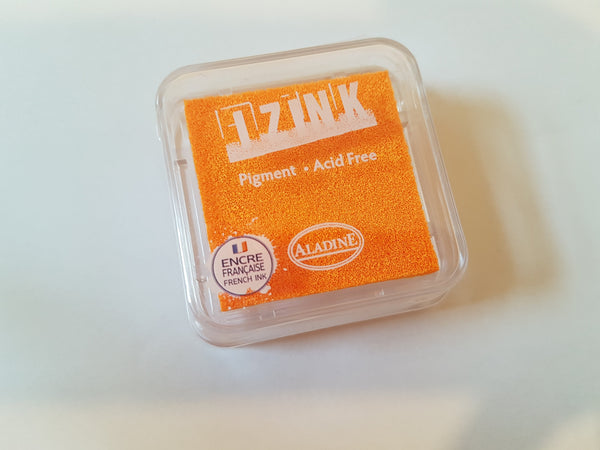 IZINK
Pigment • Acid Free
ALADINE
ENCRE
FRANÇAISE
FRENCH INK